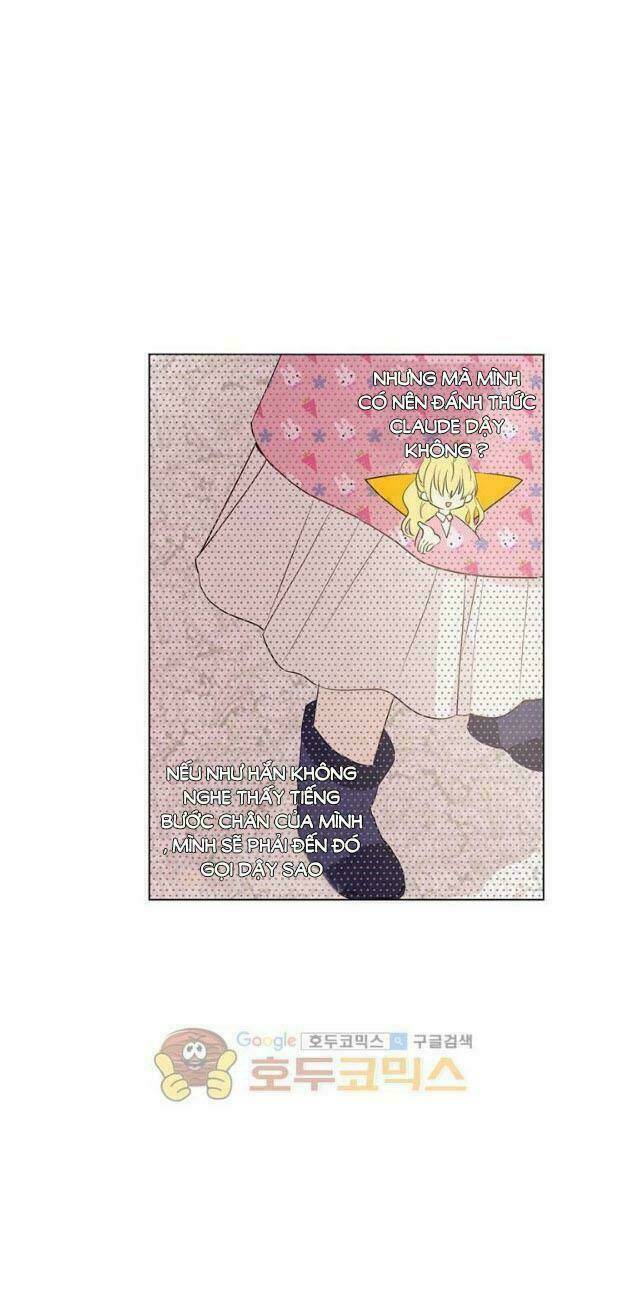 NHƯNG MÀ MÌNH
CÓ NÊN ĐÁNH THỨC
CLAUDE DẬY
KHÔNG ?
NẾU NHƯ HẮN KHÔNG
NGHE THẤY TIẾNG
BƯỚC CHÂN CỦA MÌNH
, MÌNH SẼ PHẢI ĐẾN ĐÓ
GỌI DẬY SAO
Google 호두코믹스 구글검색
호두코믹스